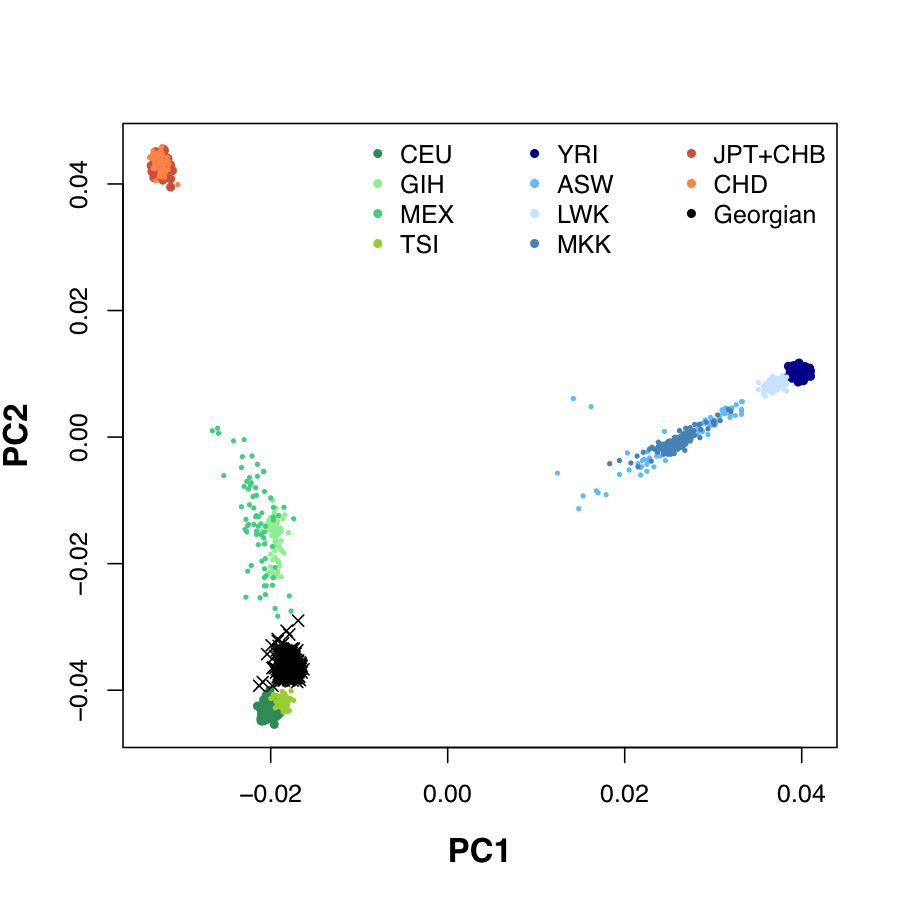 CEU YRI JPT+CHB
GIH ASW CHD
MEX LWK Georgian
TSI MKK
0.04
0.02
0.00
−0.02
−0.04
PC2
−0.02 0.00 0.02 0.04
PC1